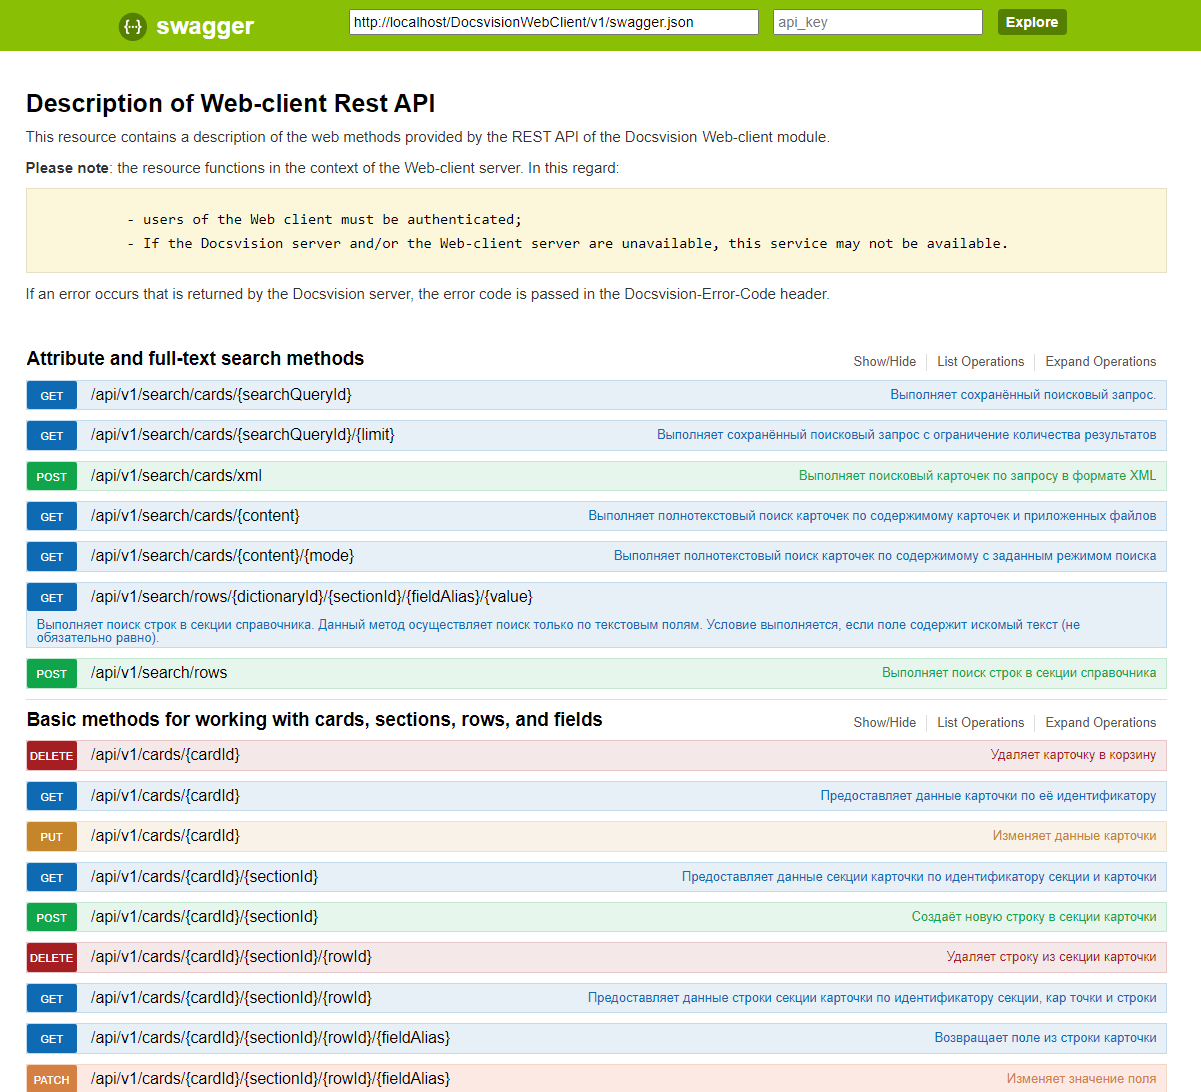 {··} swagger http://localhost/DocsvisionWebClient/v1/swagger.json api_key Explore
Description of Web-client Rest API
This resource contains a description of the web methods provided by the REST API of the Docsvision Web-client module.
Please note: the resource functions in the context of the Web-client server. In this regard:
- users of the Web client must be authenticated;
- If the Docsvision server and/or the Web-client server are unavailable, this service may not be available.
If an error occurs that is returned by the Docsvision server, the error code is passed in the Docsvision-Error-Code header.
Attribute and full-text search methods Show/Hide List Operations Expand Operations
GET /api/v1/search/cards/{searchQueryId} Выполняет сохранённый поисковый запрос.
GET /api/v1/search/cards/{searchQueryId}/{limit} Выполняет сохранённый поисковый запрос с ограничение количества результатов
POST /api/v1/search/cards/xml Выполняет поисковый карточек по запросу в формате XML
GET /api/v1/search/cards/{content} Выполняет полнотекстовый поиск карточек по содержимому карточек и приложенных файлов
GET /api/v1/search/cards/{content}/{mode} Выполняет полнотекстовый поиск карточек по содержимому с заданным режимом поиска
GET /api/v1/search/rows/{dictionaryId}/{sectionId}/{fieldAlias}/{value}
Выполняет поиск строк в секции справочника. Данный метод осуществляет поиск только по текстовым полям. Условие выполняется, если поле содержит искомый текст (не
обязательно равно).
POST /api/v1/search/rows Выполняет поиск строк в секции справочника
Basic methods for working with cards, sections, rows, and fields Show/Hide List Operations Expand Operations
DELETE /api/v1/cards/{cardId} Удаляет карточку в корзину
GET /api/v1/cards/{cardId} Предоставляет данные карточки по её идентификатору
PUT /api/v1/cards/{cardId} Изменяет данные карточки
GET /api/v1/cards/{cardId}/{sectionId} Предоставляет данные секции карточки по идентификатору секции и карточки
POST /api/v1/cards/{cardId}/{sectionId} Создаёт новую строку в секции карточки
DELETE /api/v1/cards/{cardId}/{sectionId}/{rowId} Удаляет строку из секции карточки
GET /api/v1/cards/{cardId}/{sectionId}/{rowId} Предоставляет данные строки секции карточки по идентификатору секции, кар точки и строки
GET /api/v1/cards/{cardId}/{sectionId}/{rowId}/{fieldAlias} Возвращает поле из строки карточки
PATCH /api/v1/cards/{cardId}/{sectionId}/{rowId}/{fieldAlias} Изменяет значение поля